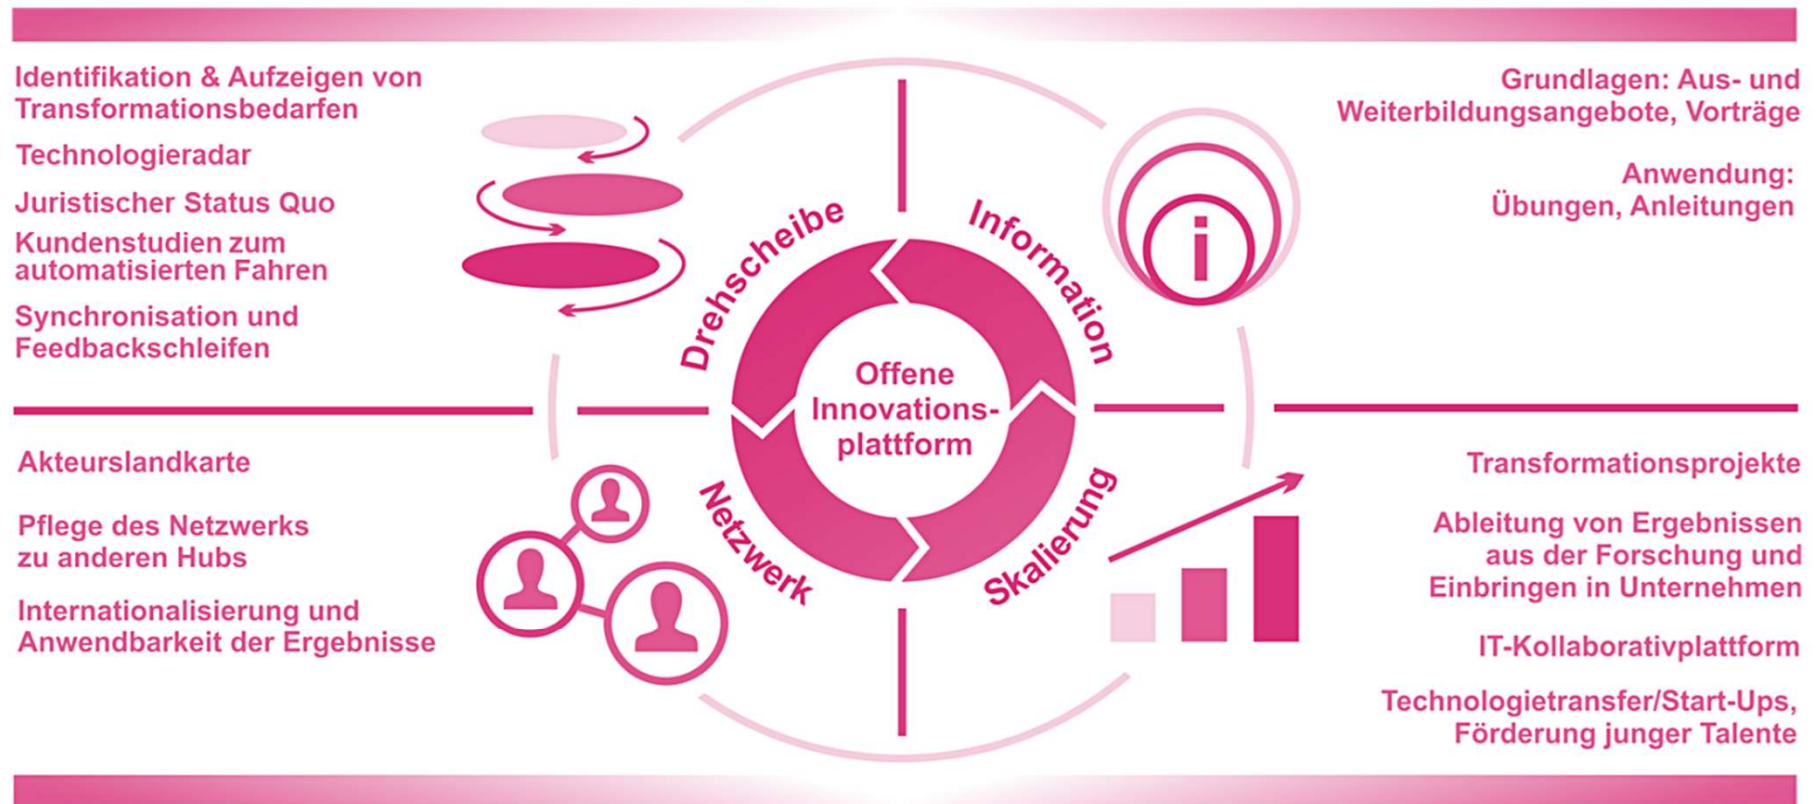 Identifikation & Aufzeigen von
Transformationsbedarfen
Technologieradar
Juristischer Status Quo
Kundenstudien zum
automatisierten Fahren
Synchronisation und
Feedbackschleifen
Drehscheibe
Information
i
Grundlagen: Aus- und
Weiterbildungsangebote, Vorträge
Anwendung:
Übungen, Anleitungen
Offene
Innovations-
plattform
Akteurslandkarte
Pflege des Netzwerks
zu anderen Hubs
Internationalisierung und
Anwendbarkeit der Ergebnisse
Netzwerk
Skalierung
Transformationsprojekte
Ableitung von Ergebnissen
aus der Forschung und
Einbringen in Unternehmen
IT-Kollaborativplattform
Technologietransfer/Start-Ups,
Förderung junger Talente